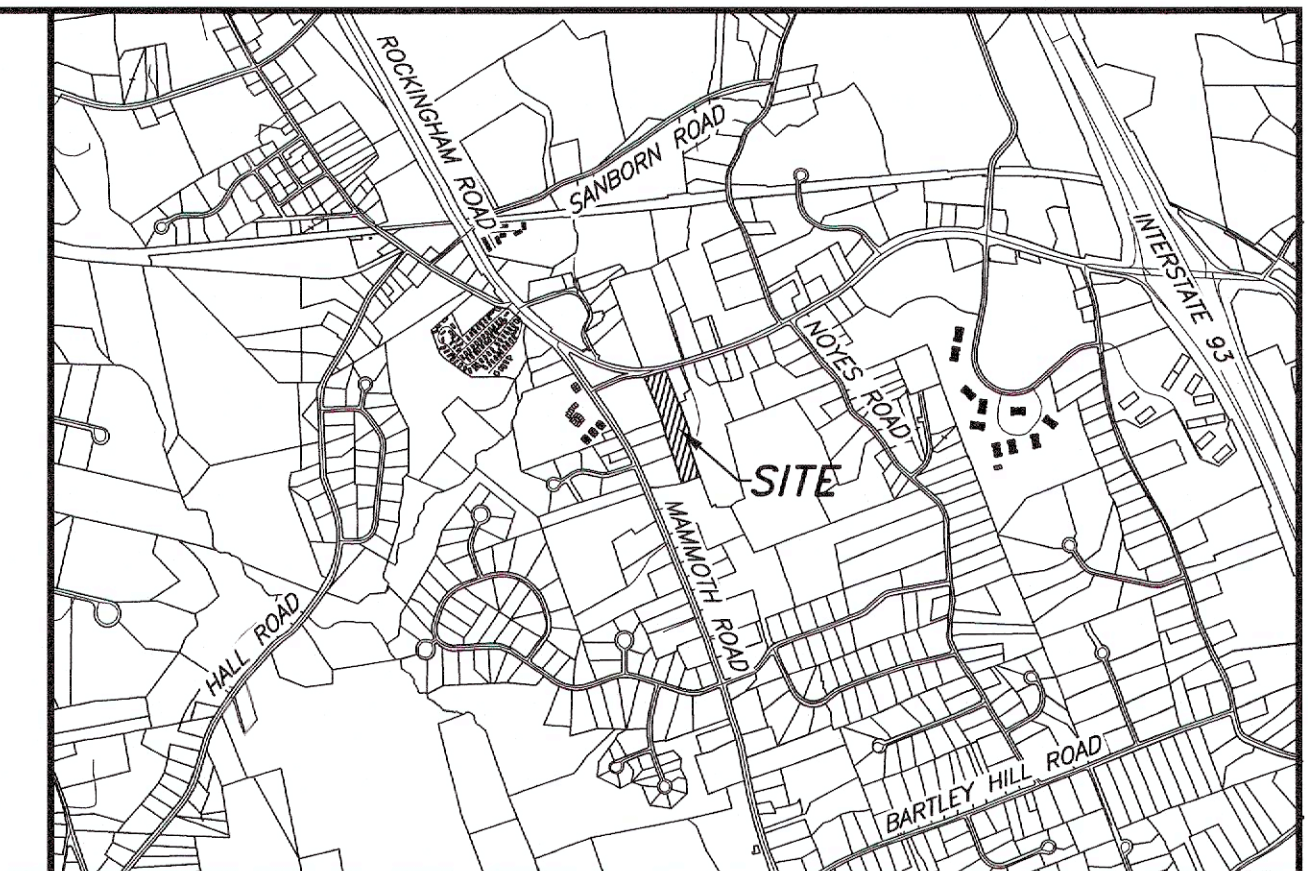 ROCKINGHAM ROAD
SANBORN ROAD
INTERSTATE 93
NOYES ROAD
SITE
MAMMOTH ROAD
HALL ROAD
BARTLEY HILL ROAD